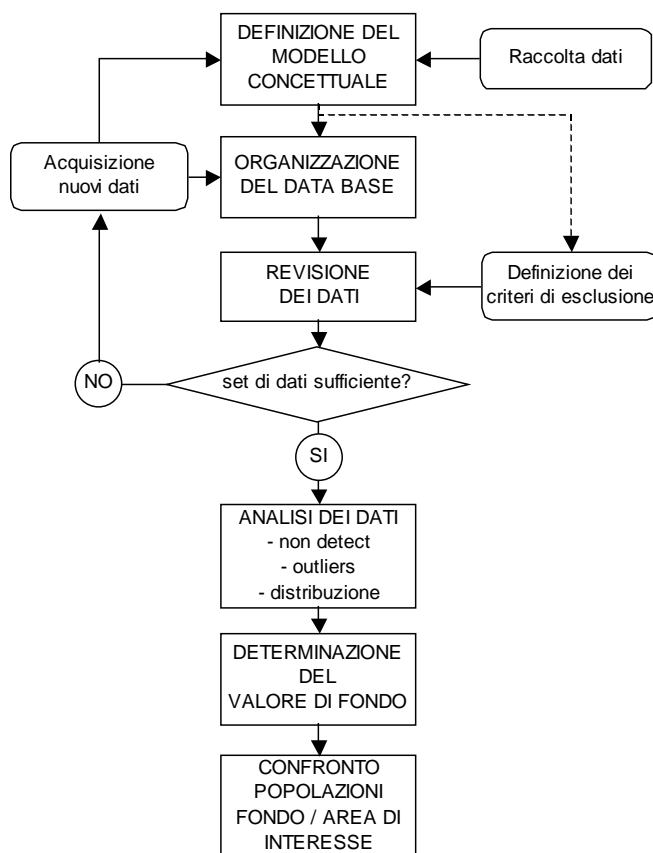 DEFINIZIONE DEL
MODELLO
CONCETTUALE
Raccolta dati
Acquisizione
nuovi dati
ORGANIZZAZIONE
DEL DATA BASE
REVISIONE
DEI DATI
Definizione dei
criteri di esclusione
NO
set di dati sufficiente?
SI
ANALISI DEI DATI
- non detect
- outliers
- distribuzione
DETERMINAZIONE
DEL
VALORE DI FONDO
CONFRONTO
POPOLAZIONI
FONDO / AREA DI
INTERESSE